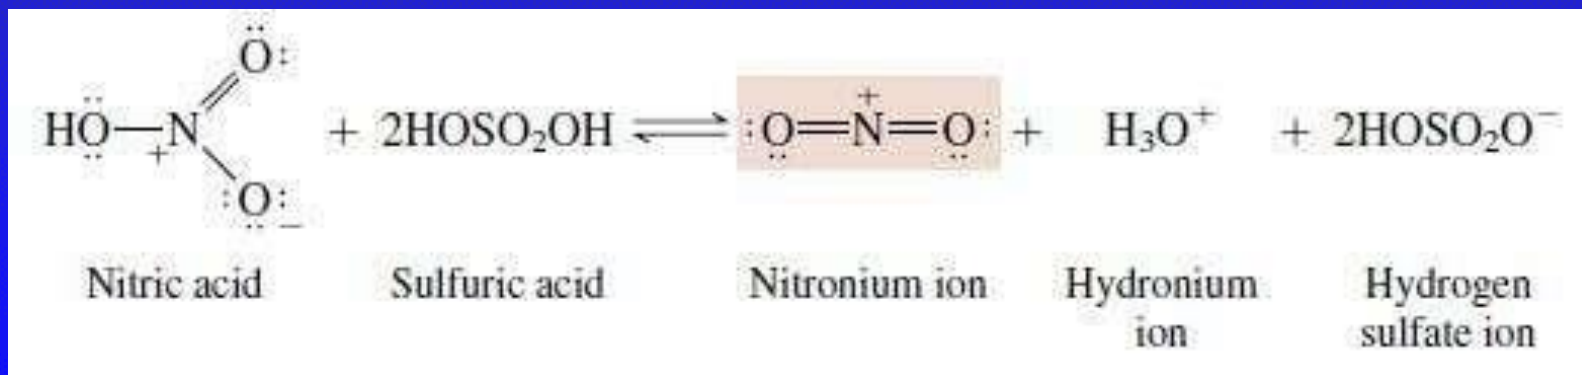 HO—N⁺(=O)(—O⁻) + 2HOSO₂OH ⇌ :O=N⁺=O: + H₃O⁺ + 2HOSO₂O⁻
Nitric acid Sulfuric acid Nitronium ion Hydronium ion Hydrogen sulfate ion